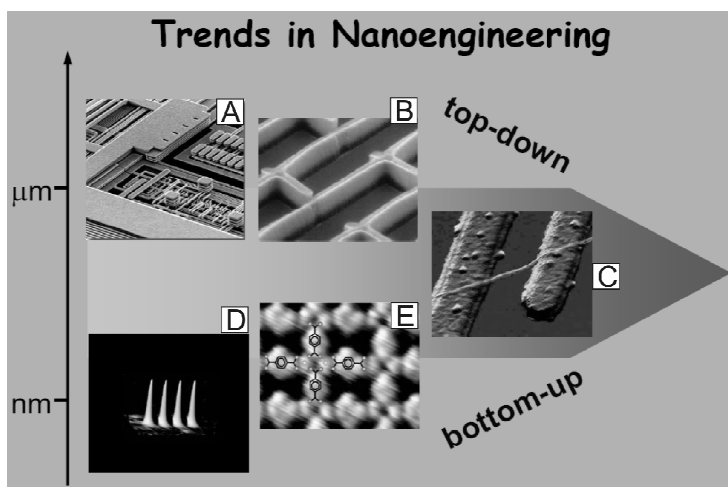 Trends in Nanoengineering
A
B
top-down
μm
C
D
E
nm
bottom-up